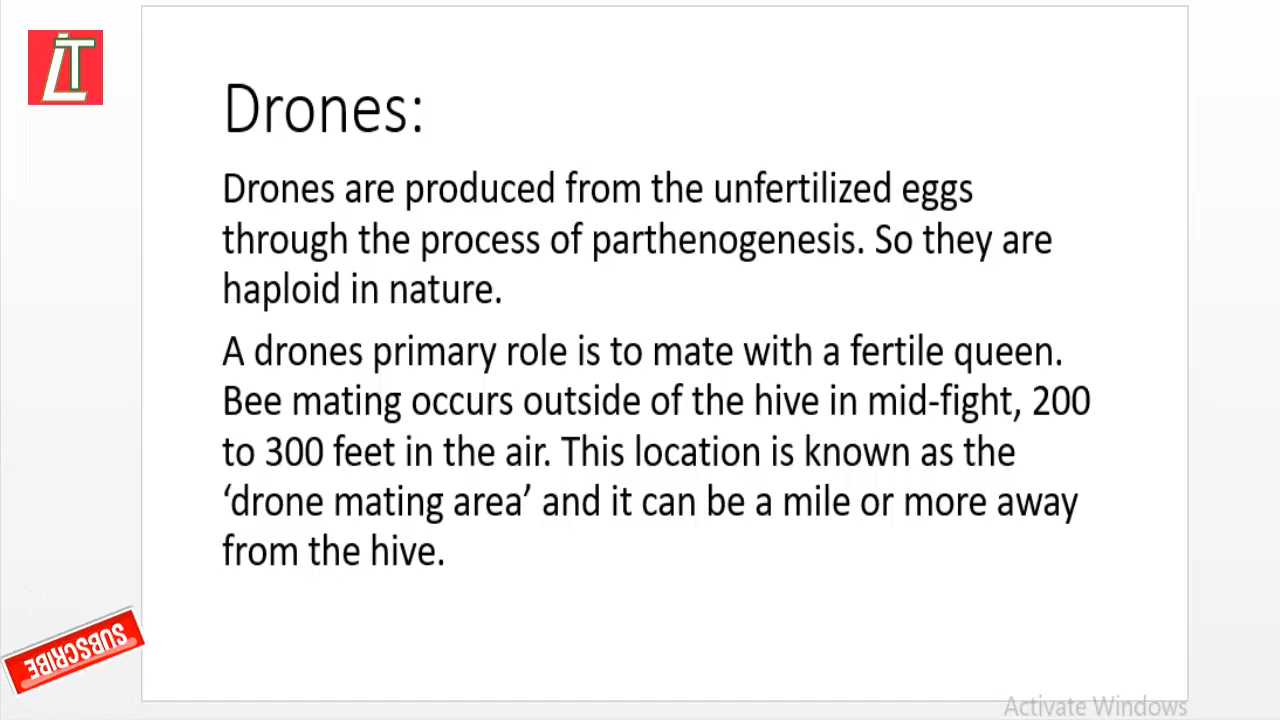 LT
Drones:
Drones are produced from the unfertilized eggs
through the process of parthenogenesis. So they are
haploid in nature.
A drones primary role is to mate with a fertile queen.
Bee mating occurs outside of the hive in mid-fight, 200
to 300 feet in the air. This location is known as the
‘drone mating area’ and it can be a mile or more away
from the hive.
SUBSCRIBE
Activate Windows